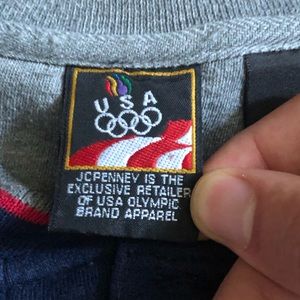 USA
JCPENNEY IS THE
EXCLUSIVE RETAILER
OF USA OLYMPIC
BRAND APPAREL